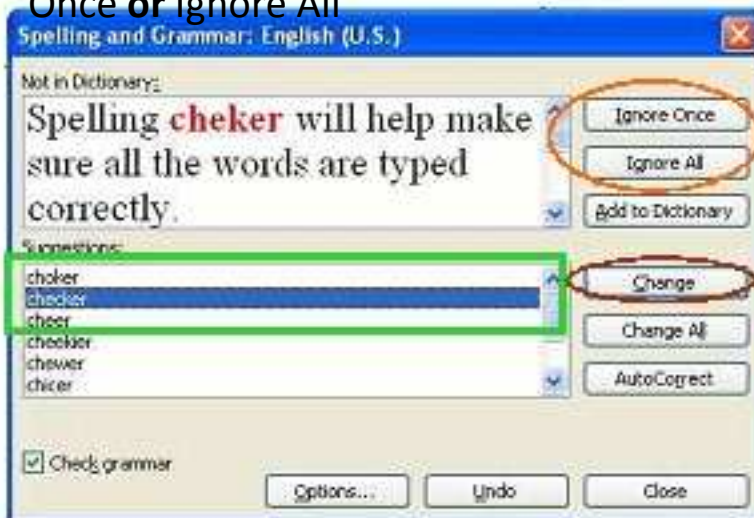 Once or Ignore All
Spelling and Grammar: English (U.S.)
Not in Dictionary:
Spelling cheker will help make
sure all the words are typed
correctly.
Ignore Once
Ignore All
Add to Dictionary
Suggestions:
choker
checker
cheer
cheekier
chewer
chicer
Change
Change All
AutoCorrect
Check grammar
Options...
Undo
Close